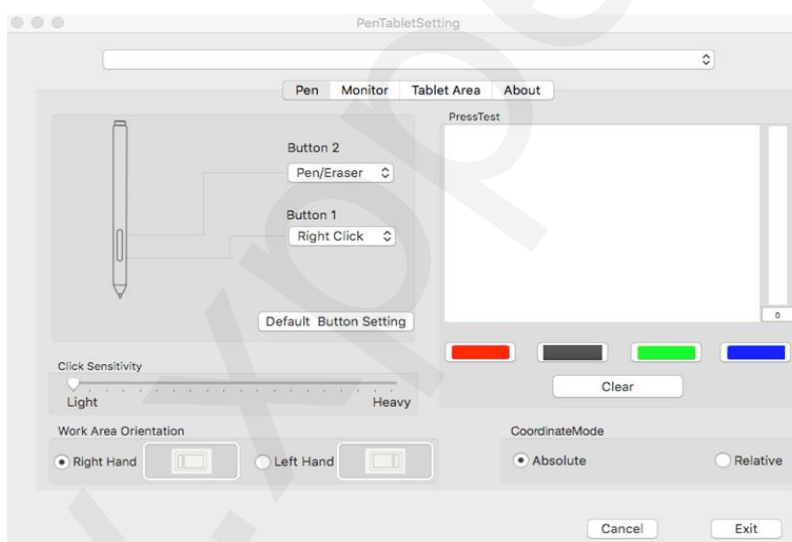 PenTabletSetting
Pen Monitor Tablet Area About
PressTest
Button 2
Pen/Eraser
Button 1
Right Click
Default Button Setting
0
Click Sensitivity
Light Heavy
Clear
Work Area Orientation
Right Hand Left Hand
CoordinateMode
Absolute Relative
Cancel Exit